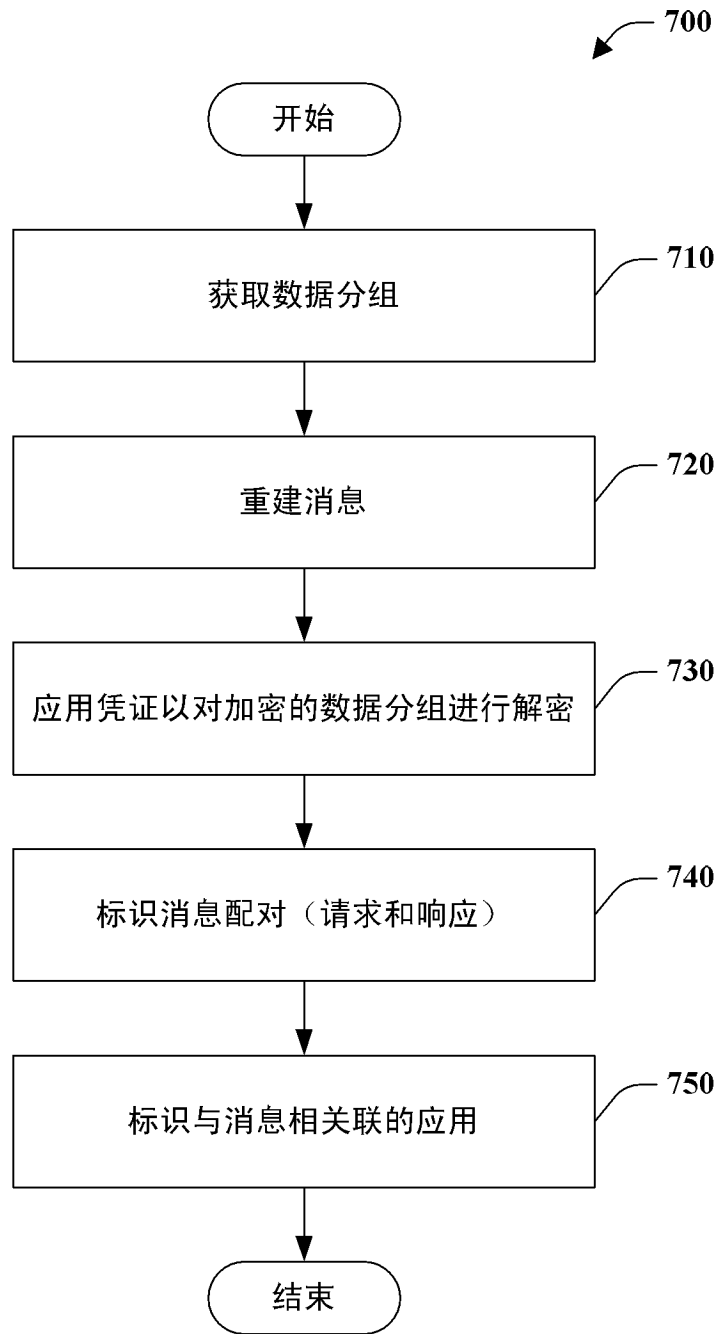 700
开始
710
获取数据分组
720
重建消息
730
应用凭证以对加密的数据分组进行解密
740
标识消息配对（请求和响应）
750
标识与消息相关联的应用
结束